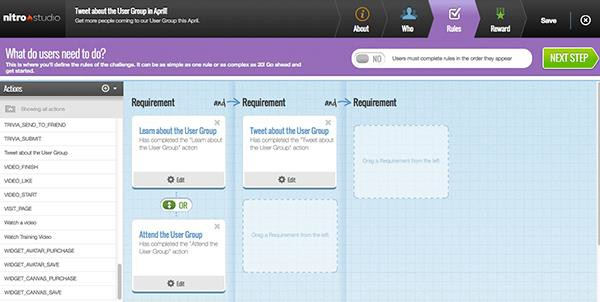 nitro studio
Tweet about the User Group in April!
Get more people coming to our User Group this April.
About
Who
Rules
Reward
Save
What do users need to do?
This is where you'll define the rules of the challenge. It can be as simple as one rule or as complex as 20! Go ahead and
get started.
NO
Users must complete rules in the order they appear
NEXT STEP
Actions
Showing all actions
TRIVIA_SEND_TO_FRIEND
TRIVIA_SUBMIT
Tweet about the User Group
VIDEO_FINISH
VIDEO_LIKE
VIDEO_START
VISIT_PAGE
Watch a video
Watch Training Video
WIDGET_AVATAR_PURCHASE
WIDGET_AVATAR_SAVE
WIDGET_CANVAS_PURCHASE
WIDGET_CANVAS_SAVE
Requirement
and
Requirement
and
Requirement
Learn about the User Group
Has completed the "Learn about
the User Group" action
Edit
OR
Attend the User Group
Has completed the "Attend the
User Group" action
Edit
Tweet about the User Group
Has completed the "Tweet about
the User Group" action
Edit
Drag a Requirement from the left.
Drag a Requirement from the left.